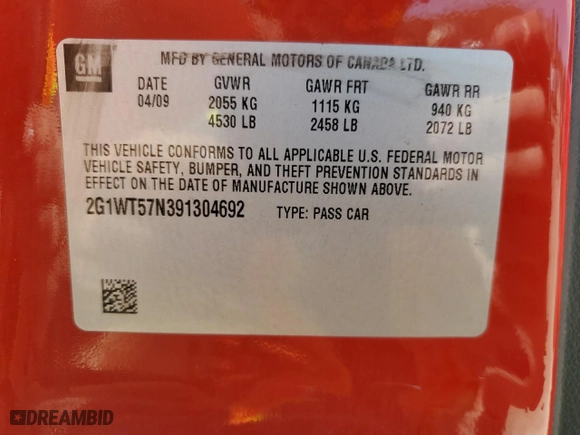 GM
MFD BY GENERAL MOTORS OF CANADA LTD.
DATE GVWR GAWR FRT GAWR RR
04/09 2055 KG 1115 KG 940 KG
4530 LB 2458 LB 2072 LB
THIS VEHICLE CONFORMS TO ALL APPLICABLE U.S. FEDERAL MOTOR
VEHICLE SAFETY, BUMPER, AND THEFT PREVENTION STANDARDS IN
EFFECT ON THE DATE OF MANUFACTURE SHOWN ABOVE.
2G1WT57N391304692 TYPE: PASS CAR
DREAMBID